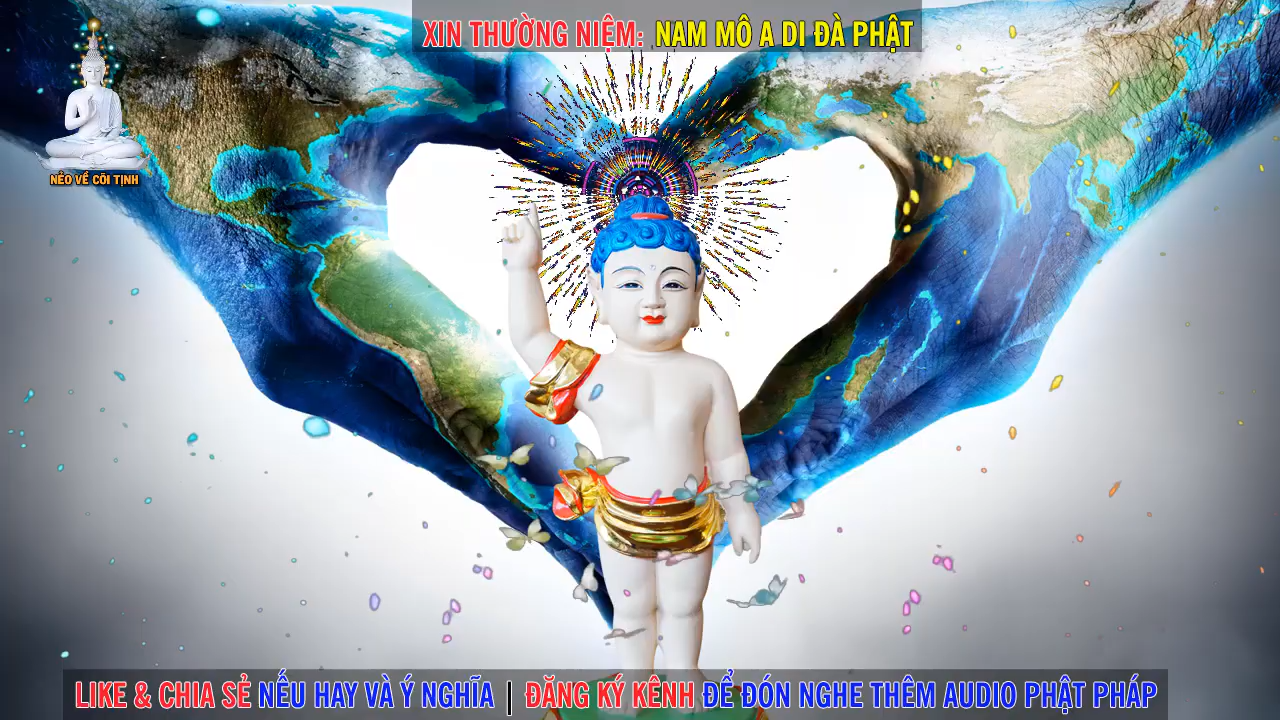 XIN THƯỜNG NIỆM: NAM MÔ A DI ĐÀ PHẬT
NẺO VỀ CÕI TỊNH
LIKE & CHIA SẺ NẾU HAY VÀ Ý NGHĨA | ĐĂNG KÝ KÊNH ĐỂ ĐÓN NGHE THÊM AUDIO PHẬT PHÁP